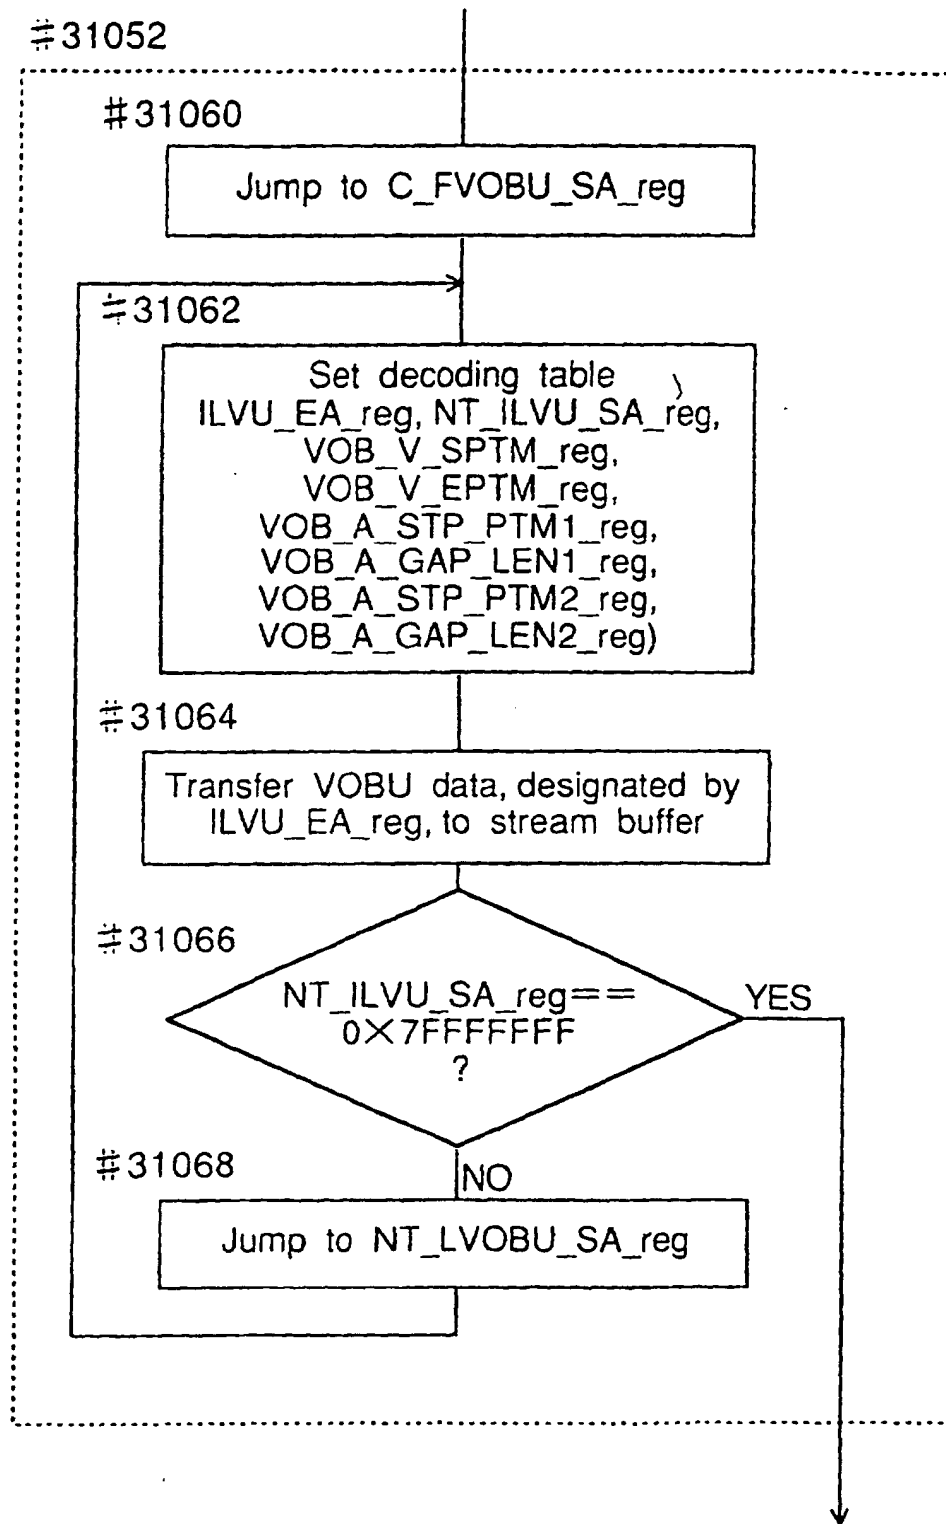 #31052
#31060
Jump to C_FVOBU_SA_reg
#31062
Set decoding table
ILVU_EA_reg, NT_ILVU_SA_reg,
VOB_V_SPTM_reg,
VOB_V_EPTM_reg,
VOB_A_STP_PTM1_reg,
VOB_A_GAP_LEN1_reg,
VOB_A_STP_PTM2_reg,
VOB_A_GAP_LEN2_reg)
#31064
Transfer VOBU data, designated by
ILVU_EA_reg, to stream buffer
#31066
NT_ILVU_SA_reg==
0×7FFFFFFF
?
YES
#31068
NO
Jump to NT_LVOBU_SA_reg